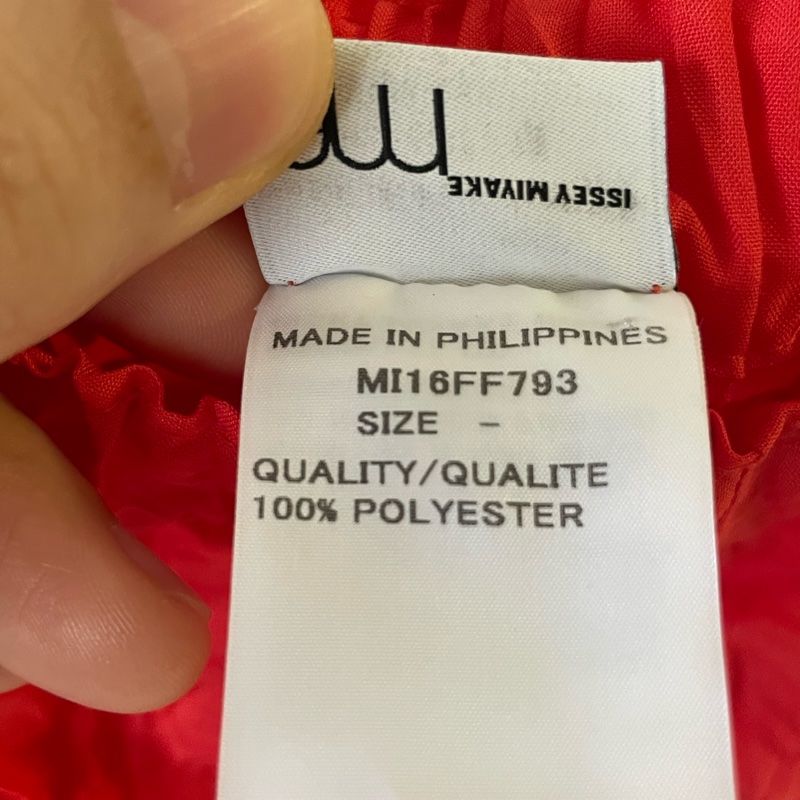 me
ISSEY MIYAKE
MADE IN PHILIPPINES
MI16FF793
SIZE -
QUALITY/QUALITE
100% POLYESTER